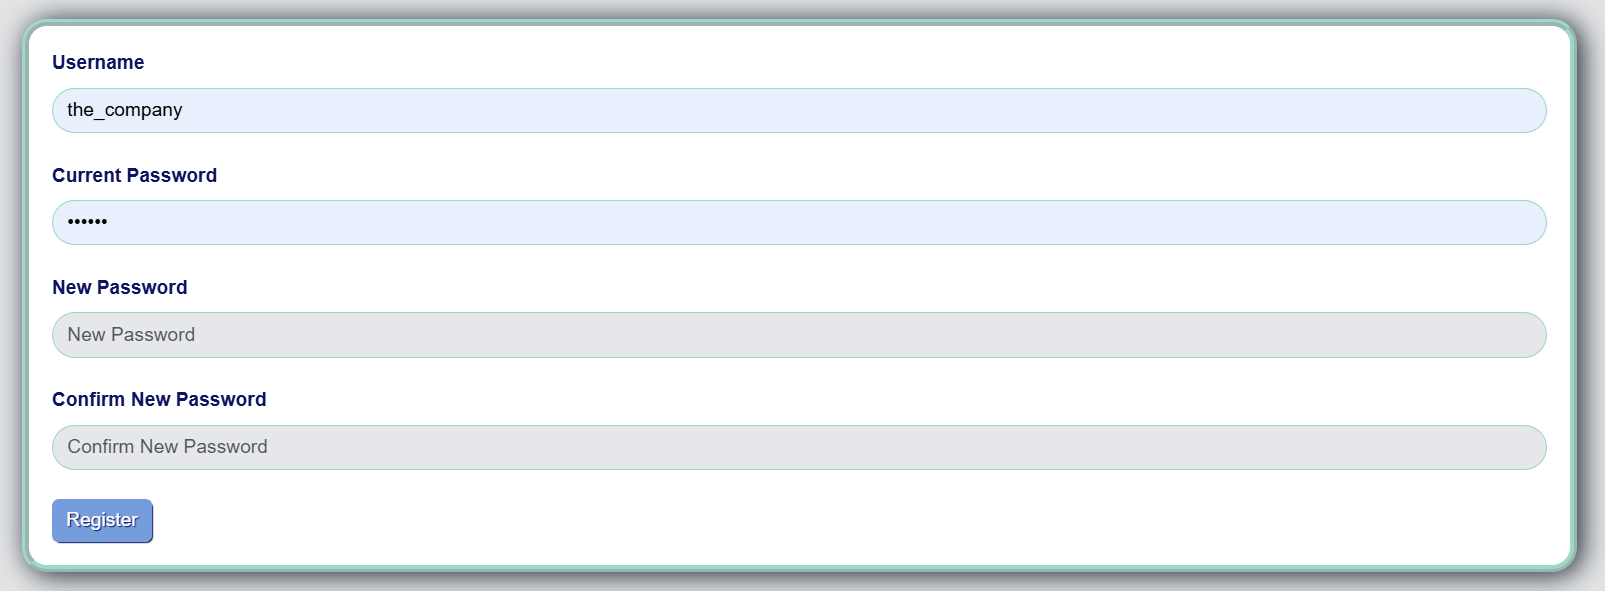 Username
the_company
Current Password
••••••
New Password
New Password
Confirm New Password
Confirm New Password
Register